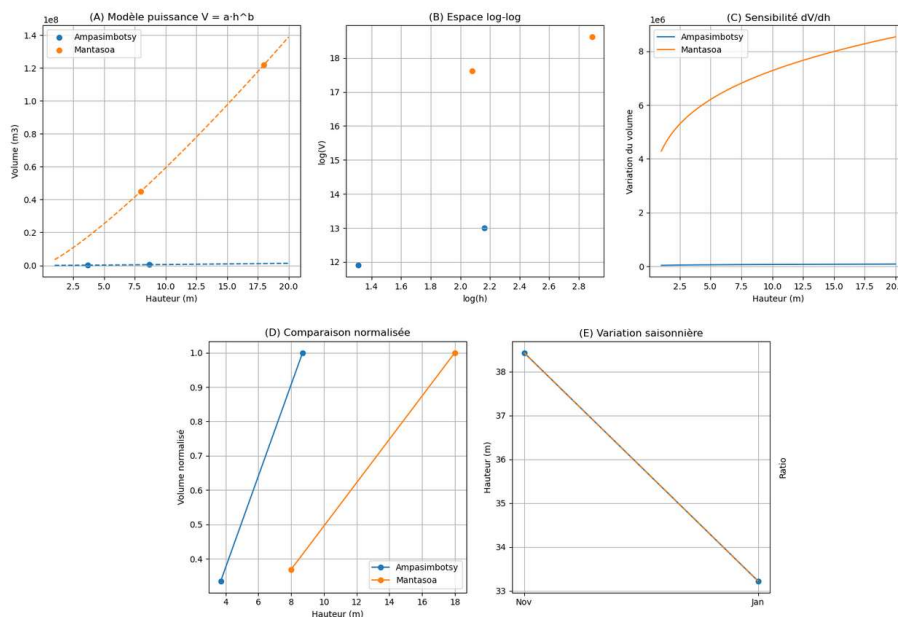 (A) Modèle puissance V = a·h^b
1e8
Ampasimbotsy
Mantasoa
1.4
1.2
1.0
0.8
0.6
0.4
0.2
0.0
Volume (m3)
2.5 5.0 7.5 10.0 12.5 15.0 17.5 20.0
Hauteur (m)
(B) Espace log-log
19
18
17
16
15
14
13
12
log(V)
1.4 1.6 1.8 2.0 2.2 2.4 2.6 2.8
log(h)
(C) Sensibilité dV/dh
1e6
Ampasimbotsy
Mantasoa
8
6
4
2
0
Variation du volume
2.5 5.0 7.5 10.0 12.5 15.0 17.5 20.
Hauteur (m)
(D) Comparaison normalisée
1.0
0.9
0.8
0.7
0.6
0.5
0.4
Volume normalisé
Ampasimbotsy
Mantasoa
4 6 8 10 12 14 16 18
Hauteur (m)
(E) Variation saisonnière
38
37
36
35
34
33
Hauteur (m)
Ratio
Nov Jan